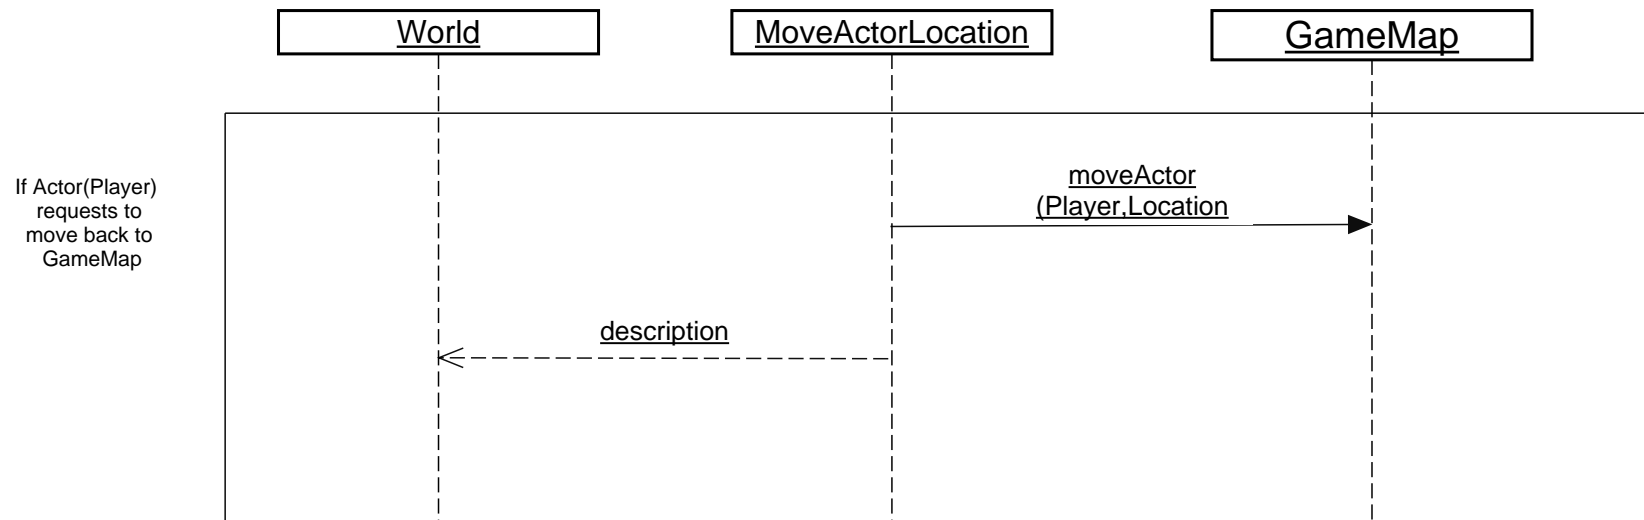 World
MoveActorLocation
GameMap
If Actor(Player)
requests to
move back to
GameMap
moveActor
(Player,Location
description